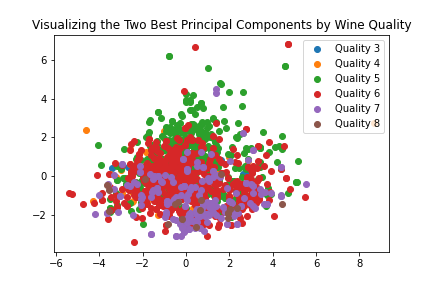 Visualizing the Two Best Principal Components by Wine Quality
Quality 3
Quality 4
Quality 5
Quality 6
Quality 7
Quality 8
6
4
2
0
−2
−6
−4
−2
0
2
4
6
8